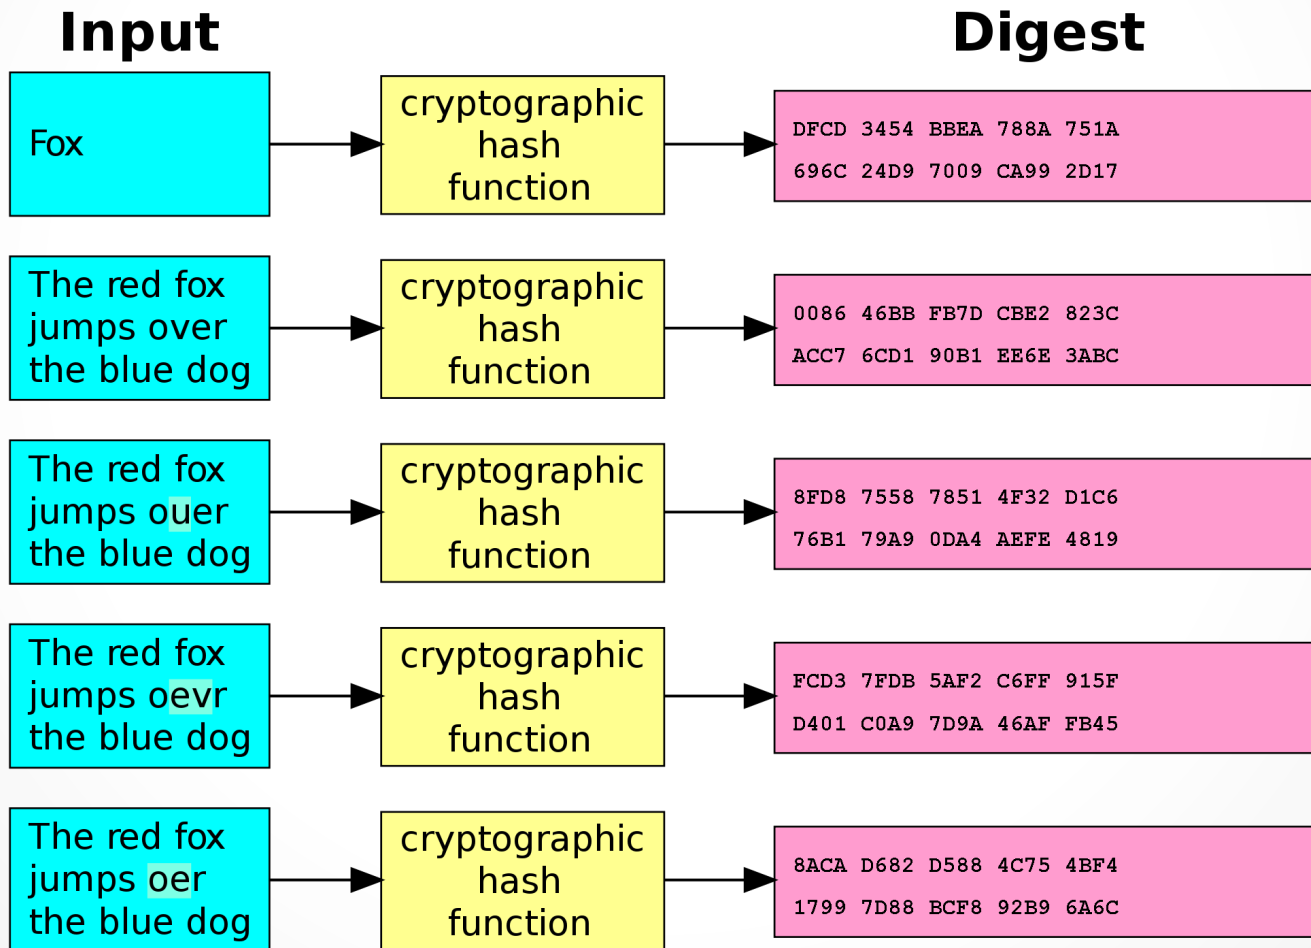 Input
Digest
Fox
cryptographic
hash
function
DFCD 3454 BBEA 788A 751A
696C 24D9 7009 CA99 2D17
The red fox
jumps over
the blue dog
cryptographic
hash
function
0086 46BB FB7D CBE2 823C
ACC7 6CD1 90B1 EE6E 3ABC
The red fox
jumps ouer
the blue dog
cryptographic
hash
function
8FD8 7558 7851 4F32 D1C6
76B1 79A9 0DA4 AEFE 4819
The red fox
jumps oevr
the blue dog
cryptographic
hash
function
FCD3 7FDB 5AF2 C6FF 915F
D401 C0A9 7D9A 46AF FB45
The red fox
jumps oer
the blue dog
cryptographic
hash
function
8ACA D682 D588 4C75 4BF4
1799 7D88 BCF8 92B9 6A6C